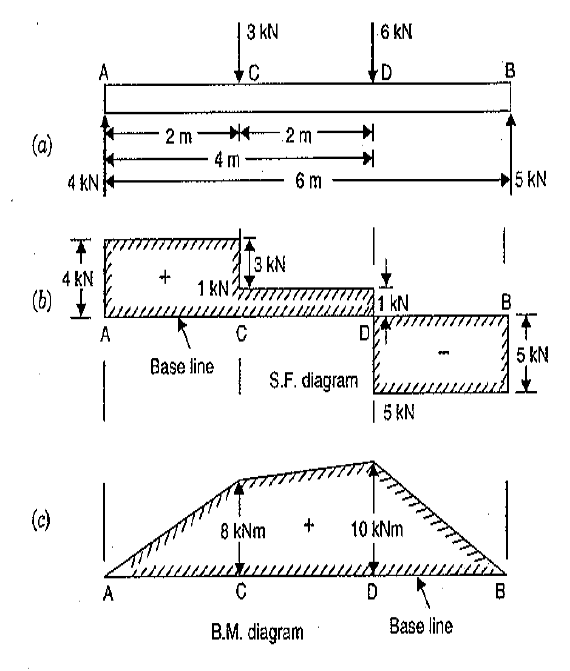 3 kN 6 kN
A C D B
2 m 2 m
(a)
4 m
4 kN 6 m 5 kN
4 kN + 3 kN
1 kN 1 kN
(b) B
A C D
Base line − 5 kN
S.F. diagram
5 kN
(c) 8 kNm + 10 kNm
A C D B
B.M. diagram Base line